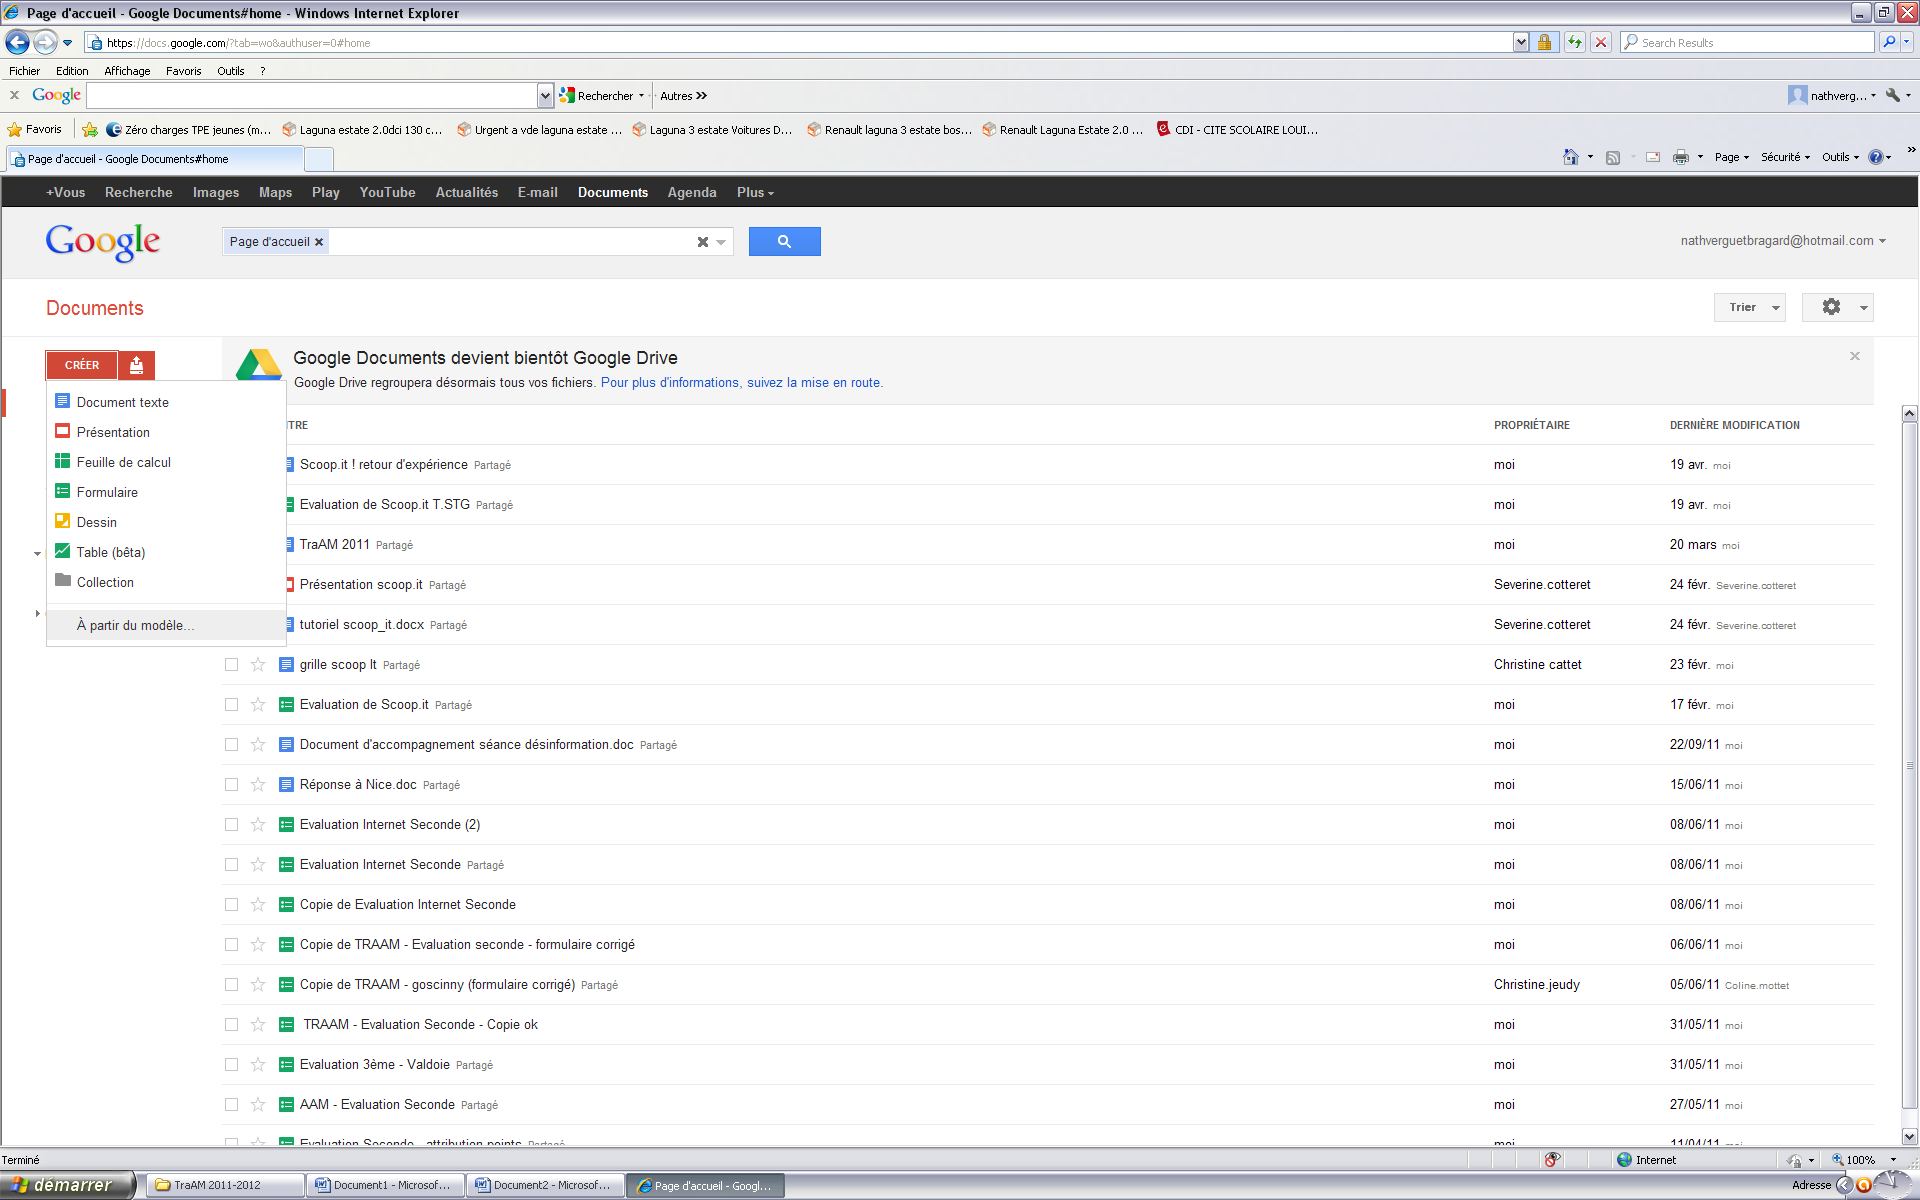 Page d'accueil - Google Documents#home - Windows Internet Explorer
https://docs.google.com/?tab=wo&authuser=0#home
Search Results
Fichier Edition Affichage Favoris Outils ?
x Google Rechercher Autres >> nathverg...
Favoris Zéro charges TPE jeunes (m... Laguna estate 2.0dci 130 c... Urgent a vde laguna estate ... Laguna 3 estate Voitures D... Renault laguna 3 estate bos... Renault Laguna Estate 2.0 ... CDI - CITE SCOLAIRE LOUI...
Page d'accueil - Google Documents#home Page Sécurité Outils
+Vous Recherche Images Maps Play YouTube Actualités E-mail Documents Agenda Plus
Google Page d'accueil nathverguetbragard@hotmail.com
Documents Trier
CRÉER
Google Documents devient bientôt Google Drive
Google Drive regroupera désormais tous vos fichiers. Pour plus d'informations, suivez la mise en route.
Document texte
Présentation
Feuille de calcul
Formulaire
Dessin
Table (bêta)
Collection
À partir du modèle...
TRE PROPRIÉTAIRE DERNIÈRE MODIFICATION
Scoop.it ! retour d'expérience Partagé moi 19 avr. moi
Evaluation de Scoop.it T.STG Partagé moi 19 avr. moi
TraAM 2011 Partagé moi 20 mars moi
Présentation scoop.it Partagé Severine.cotteret 24 févr. Severine.cotteret
tutoriel scoop_it.docx Partagé Severine.cotteret 24 févr. Severine.cotteret
grille scoop It Partagé Christine cattet 23 févr. moi
Evaluation de Scoop.it Partagé moi 17 févr. moi
Document d'accompagnement séance désinformation.doc Partagé moi 22/09/11 moi
Réponse à Nice.doc Partagé moi 15/06/11 moi
Evaluation Internet Seconde (2) moi 08/06/11 moi
Evaluation Internet Seconde Partagé moi 08/06/11 moi
Copie de Evaluation Internet Seconde moi 08/06/11 moi
Copie de TRAAM - Evaluation seconde - formulaire corrigé moi 06/06/11 moi
Copie de TRAAM - goscinny (formulaire corrigé) Partagé Christine.jeudy 05/06/11 Coline.mottet
TRAAM - Evaluation Seconde - Copie ok moi 31/05/11 moi
Evaluation 3ème - Valdoie Partagé moi 31/05/11 moi
AAM - Evaluation Seconde Partagé moi 27/05/11 moi
Evaluation Seconde - attribution points Partagé moi 11/04/11 moi
Terminé Internet 100%
démarrer TraAM 2011-2012 Document1 - Microsof... Document2 - Microsof... Page d'accueil - Googl... Adresse